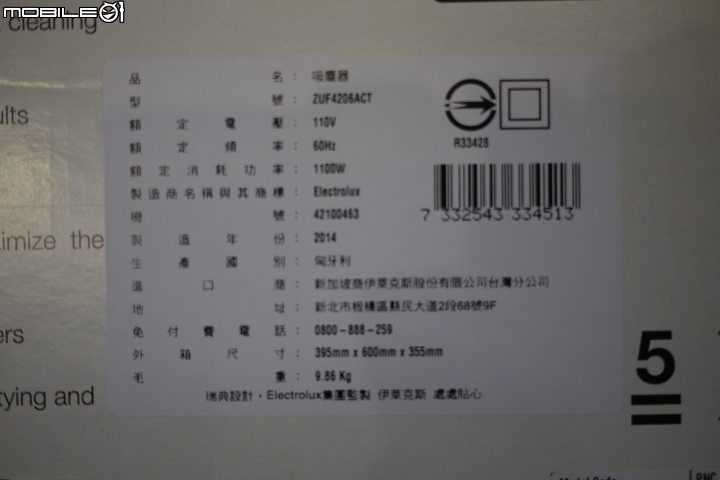 MOBILE01
cleaning
ults
imize the
ers
tying and
品名：吸塵器
型號：ZUF4206ACT
額定電壓：110V
額定頻率：60Hz
額定消耗功率：1100W
製造商名稱與其商標：Electrolux
機號：42100463
製造年份：2014
生產國別：匈牙利
進口商：新加坡商伊萊克斯股份有限公司台灣分公司
地址：新北市板橋區縣民大道2段68號9F
免付費電話：0800-888-259
外箱尺寸：395mm x 600mm x 355mm
毛重：9.86 Kg
瑞典設計，Electrolux集團監製 伊萊克斯 處處貼心
R33428
7 332543 334513
5